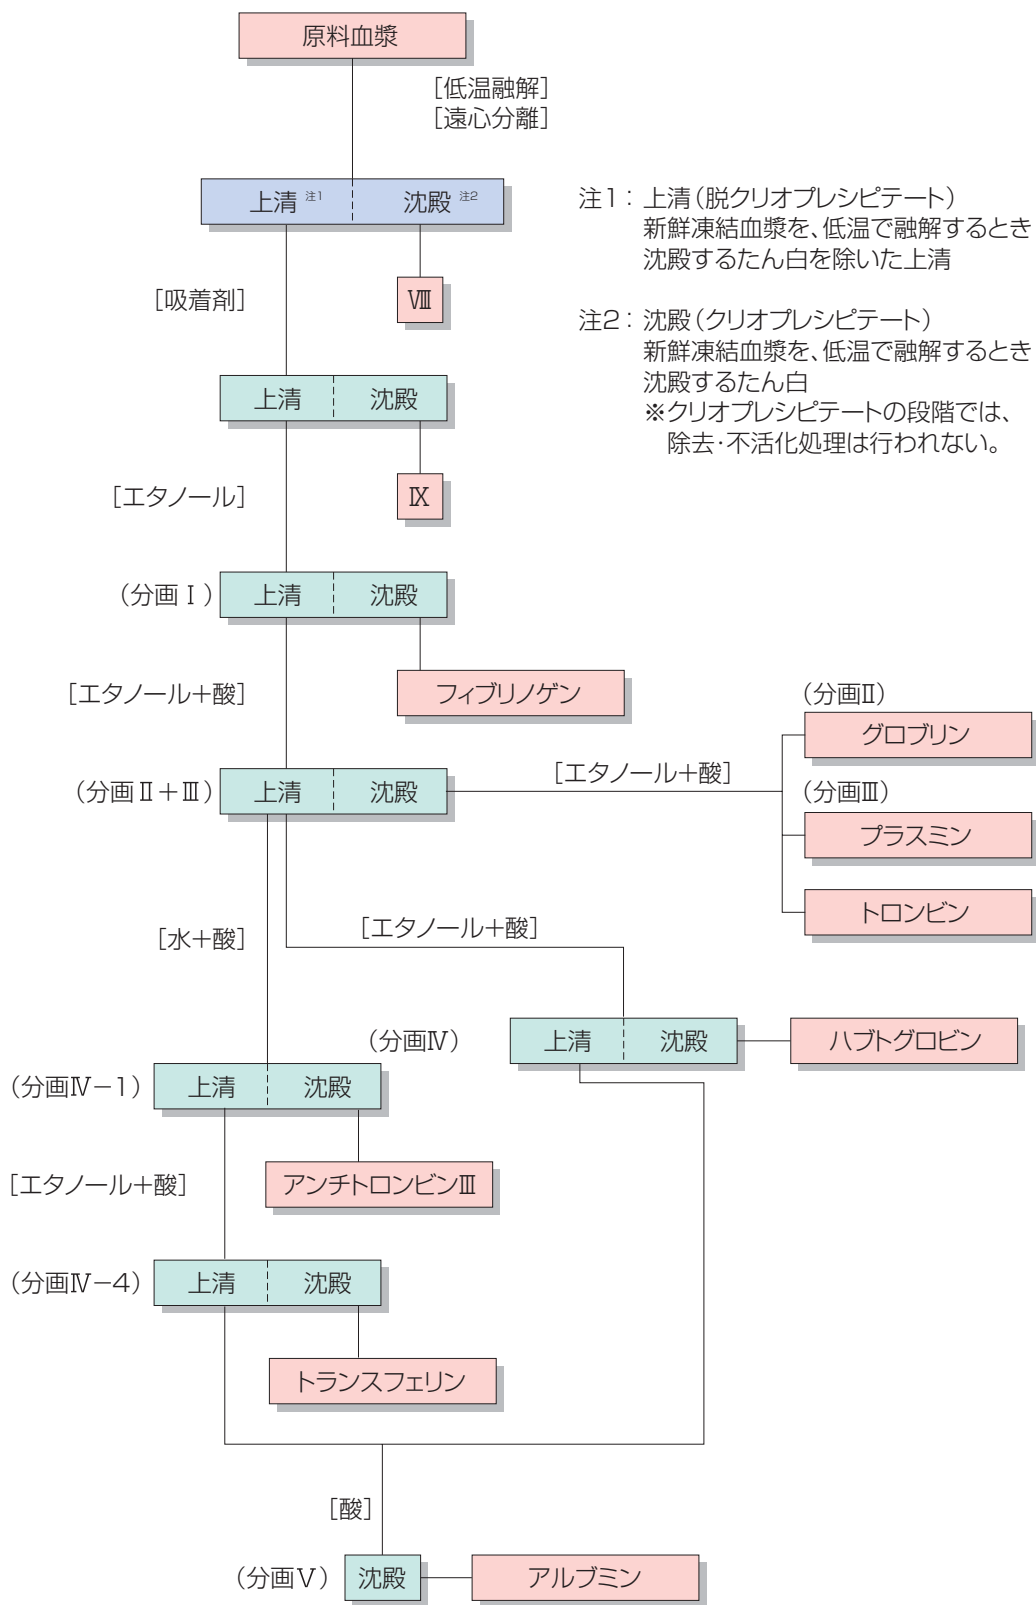 原料血漿
[低温融解]
[遠心分離]
上清 注1 沈殿 注2
注1：上清（脱クリオプレシピテート）
新鮮凍結血漿を、低温で融解するとき
沈殿するたん白を除いた上清
[吸着剤]
Ⅷ
注2：沈殿（クリオプレシピテート）
新鮮凍結血漿を、低温で融解するとき
沈殿するたん白
※クリオプレシピテートの段階では、
除去・不活化処理は行われない。
上清 沈殿
[エタノール]
Ⅸ
（分画Ⅰ）
上清 沈殿
[エタノール＋酸]
フィブリノゲン
（分画Ⅱ）
グロブリン
（分画Ⅱ＋Ⅲ）
上清 沈殿
[エタノール＋酸]
（分画Ⅲ）
プラスミン
トロンビン
[水＋酸]
[エタノール＋酸]
（分画Ⅳ）
上清 沈殿
ハプトグロビン
（分画Ⅳ−1）
上清 沈殿
[エタノール＋酸]
アンチトロンビンⅢ
（分画Ⅳ−4）
上清 沈殿
トランスフェリン
[酸]
（分画Ⅴ）
沈殿
アルブミン